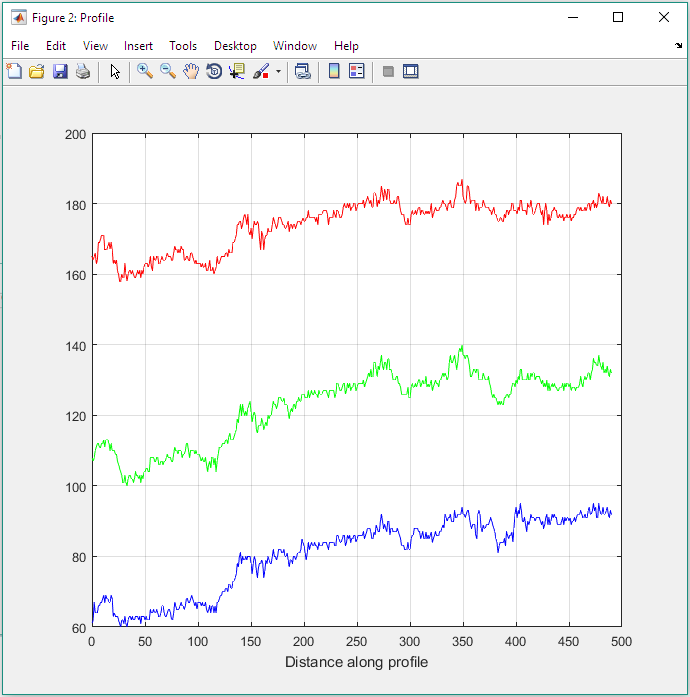 Figure 2: Profile
File Edit View Insert Tools Desktop Window Help
200
180
160
140
120
100
80
60
0 50 100 150 200 250 300 350 400 450 500
Distance along profile